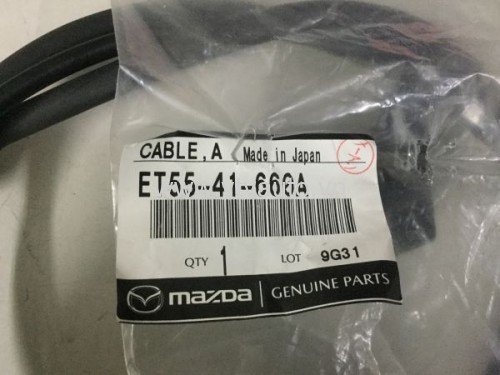 CABLE, A Made in Japan
ET55-41-660A
QTY 1 LOT 9G31
mazda GENUINE PARTS